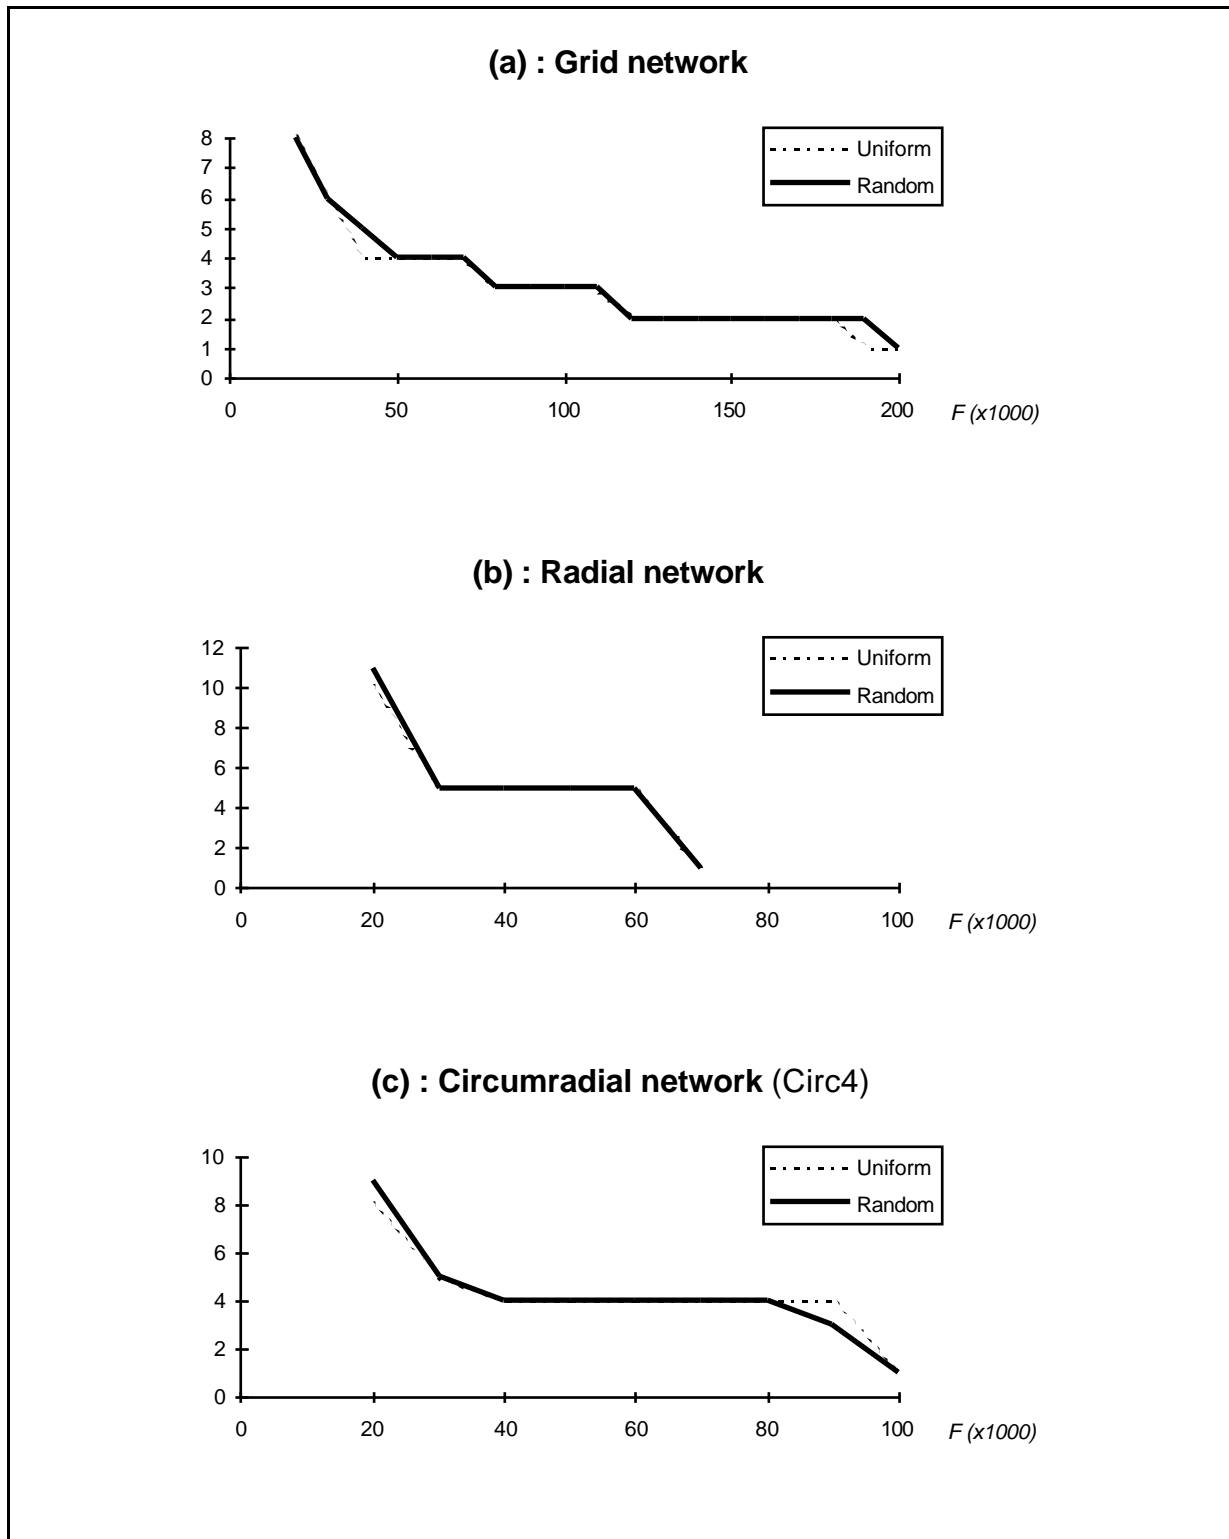 (a) : Grid network
Uniform
Random
8
7
6
5
4
3
2
1
0
0 50 100 150 200 F (x1000)
(b) : Radial network
Uniform
Random
12
10
8
6
4
2
0
0 20 40 60 80 100 F (x1000)
(c) : Circumradial network (Circ4)
Uniform
Random
10
8
6
4
2
0
0 20 40 60 80 100 F (x1000)